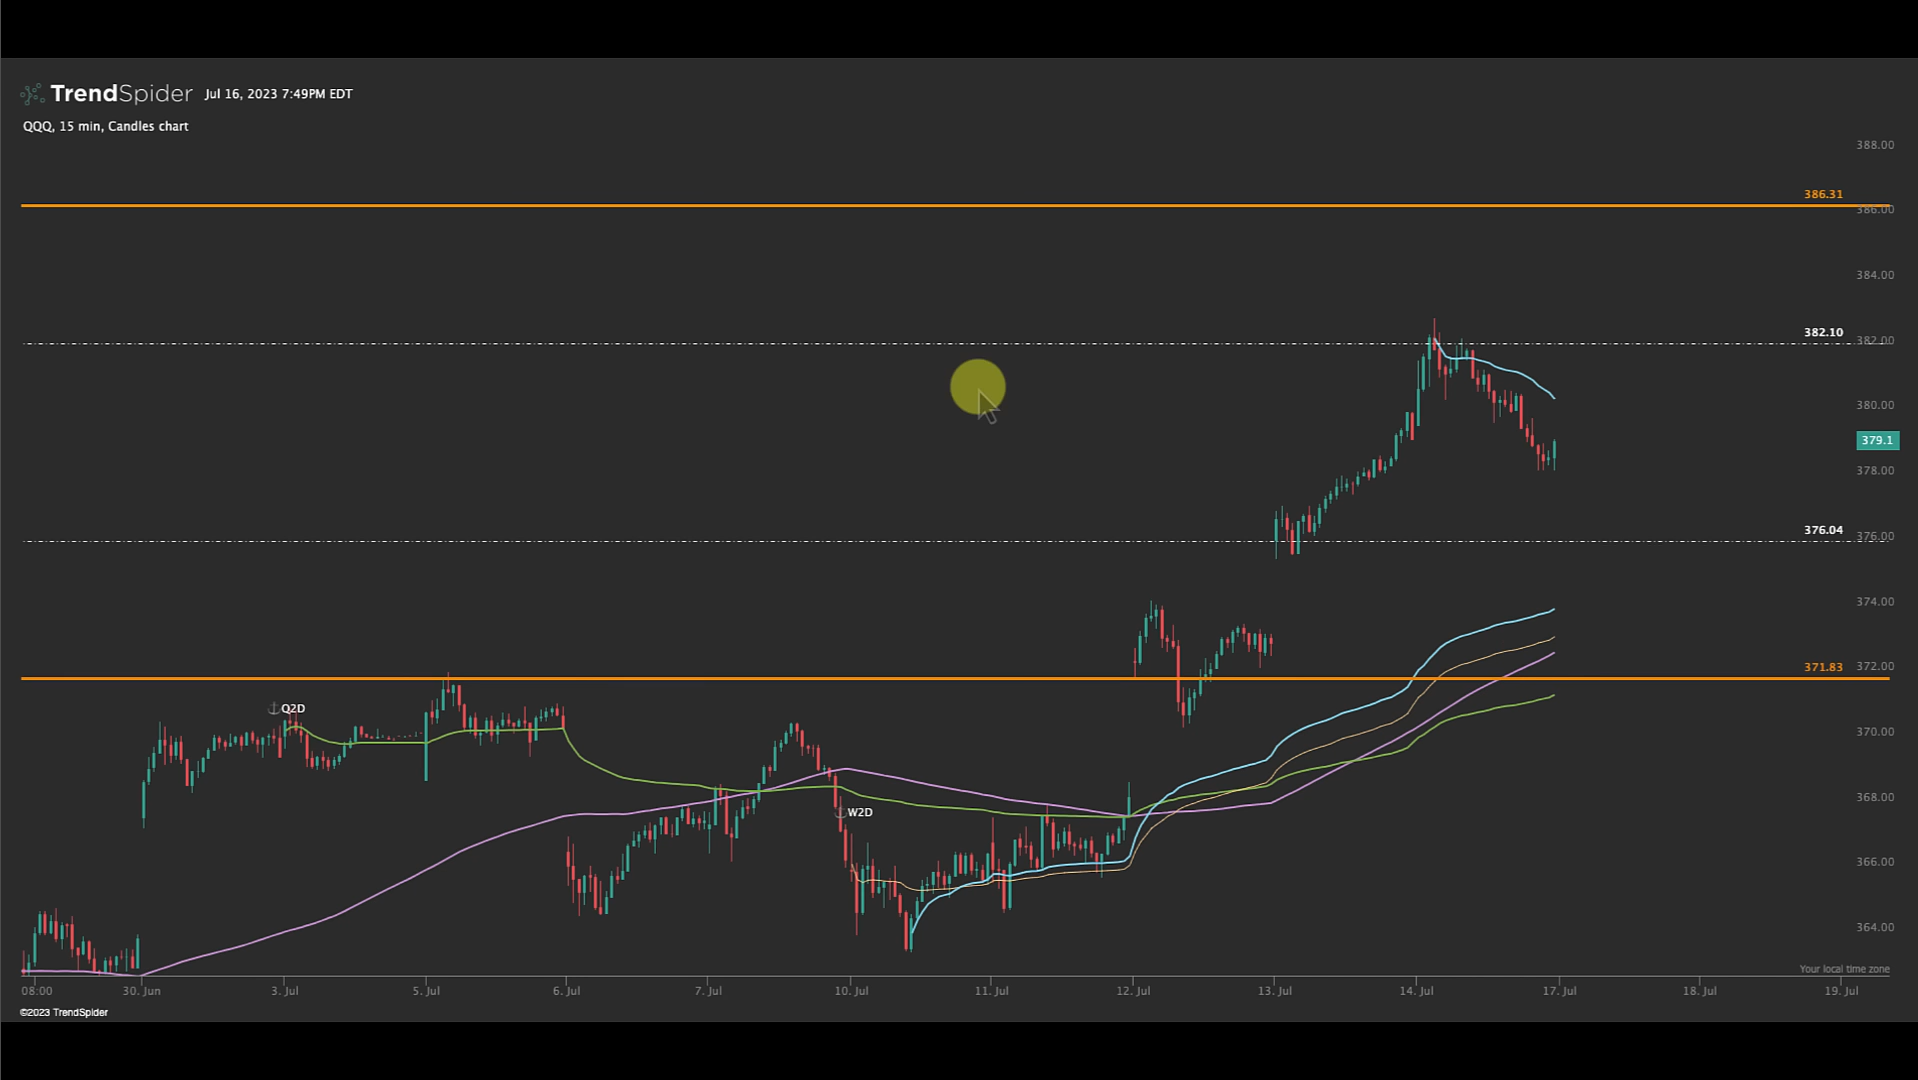 TrendSpider Jul 16, 2023 7:49PM EDT
QQQ, 15 min, Candles chart
388.00
386.31
386.00
384.00
382.10
382.00
380.00
379.1
378.00
376.04
376.00
374.00
371.83
372.00
Q2D
370.00
368.00
W2D
366.00
364.00
Your local time zone
08:00 30. Jun 3. Jul 5. Jul 6. Jul 7. Jul 10. Jul 11. Jul 12. Jul 13. Jul 14. Jul 17. Jul 18. Jul 19. Jul
©2023 TrendSpider